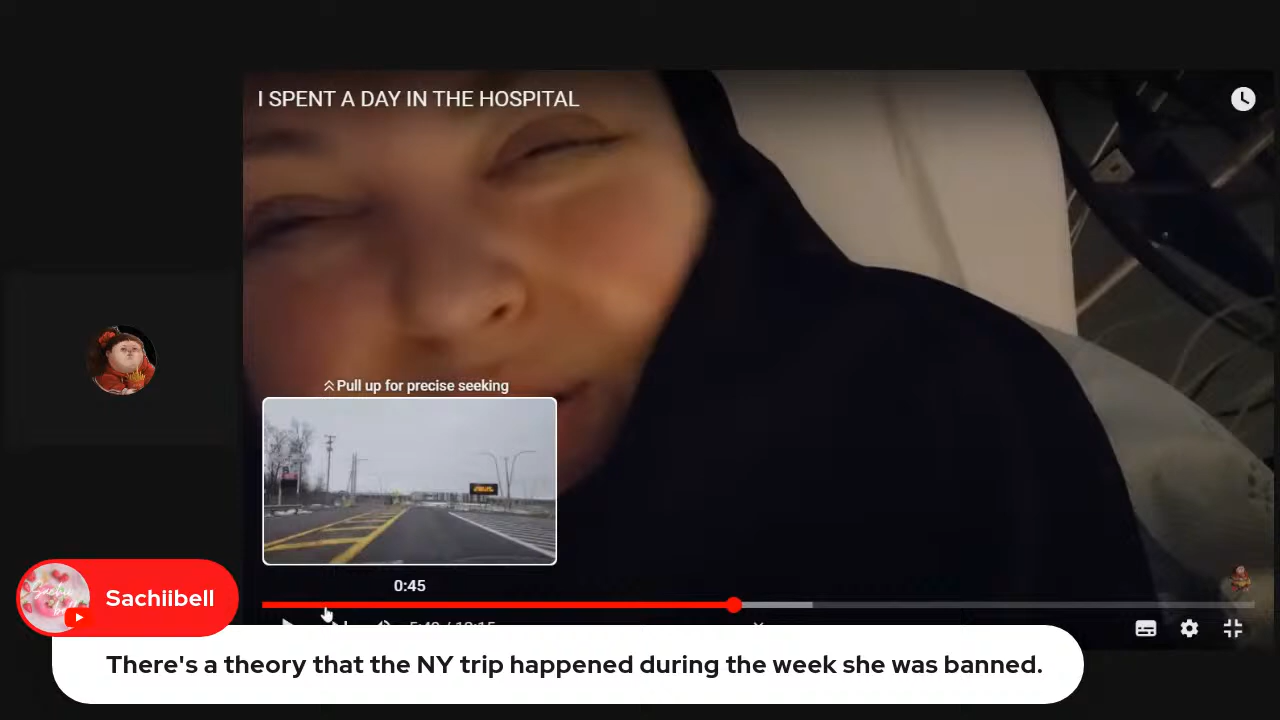 I SPENT A DAY IN THE HOSPITAL
Pull up for precise seeking
0:45
Sachiibell
There's a theory that the NY trip happened during the week she was banned.